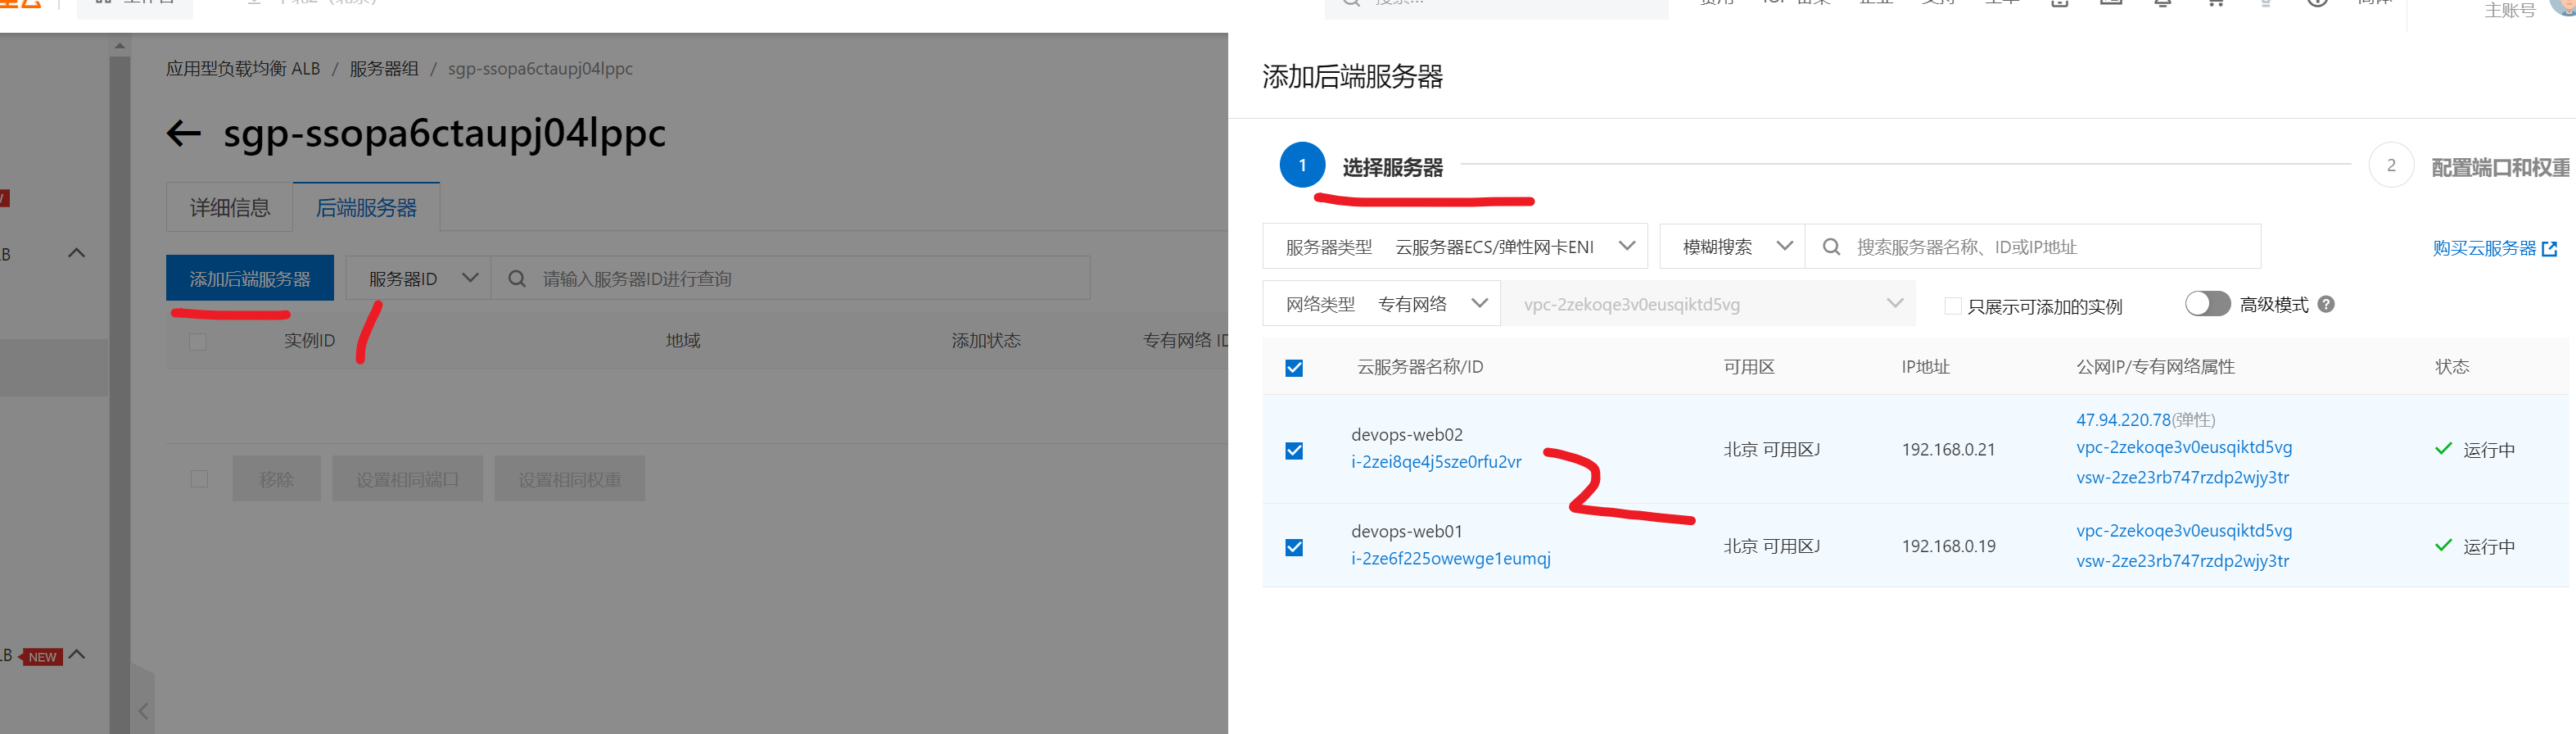 主账号
应用型负载均衡 ALB / 服务器组 / sgp-ssopa6ctaupj04lppc
sgp-ssopa6ctaupj04lppc
详细信息 后端服务器
添加后端服务器 服务器ID 请输入服务器ID进行查询
实例ID 地域 添加状态 专有网络 ID
移除 设置相同端口 设置相同权重
LB
LB NEW
1
添加后端服务器
1 选择服务器 2 配置端口和权重
服务器类型 云服务器ECS/弹性网卡ENI 模糊搜索 搜索服务器名称、ID或IP地址 购买云服务器
网络类型 专有网络 vpc-2zekoqe3v0eusqiktd5vg 只展示可添加的实例 高级模式
云服务器名称/ID 可用区 IP地址 公网IP/专有网络属性 状态
devops-web02
i-2zei8qe4j5sze0rfu2vr
北京 可用区J 192.168.0.21
47.94.220.78(弹性)
vpc-2zekoqe3v0eusqiktd5vg
vsw-2ze23rb747rzdp2wjy3tr
运行中
2
devops-web01
i-2ze6f225owewge1eumqj
北京 可用区J 192.168.0.19
vpc-2zekoqe3v0eusqiktd5vg
vsw-2ze23rb747rzdp2wjy3tr
运行中